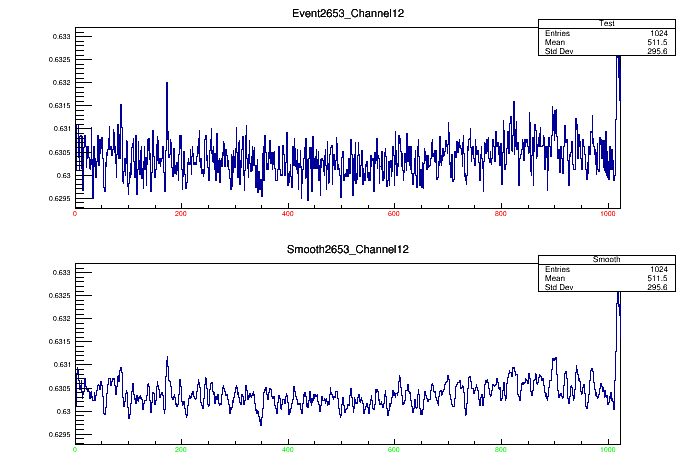 Event2653_Channel12
Test
Entries 1024
Mean 511.5
Std Dev 295.6
0.633
0.6325
0.632
0.6315
0.631
0.6305
0.63
0.6295
0 200 400 600 800 1000
Smooth2653_Channel12
Smooth
Entries 1024
Mean 511.5
Std Dev 295.6
0.633
0.6325
0.632
0.6315
0.631
0.6305
0.63
0.6295
0 200 400 600 800 1000